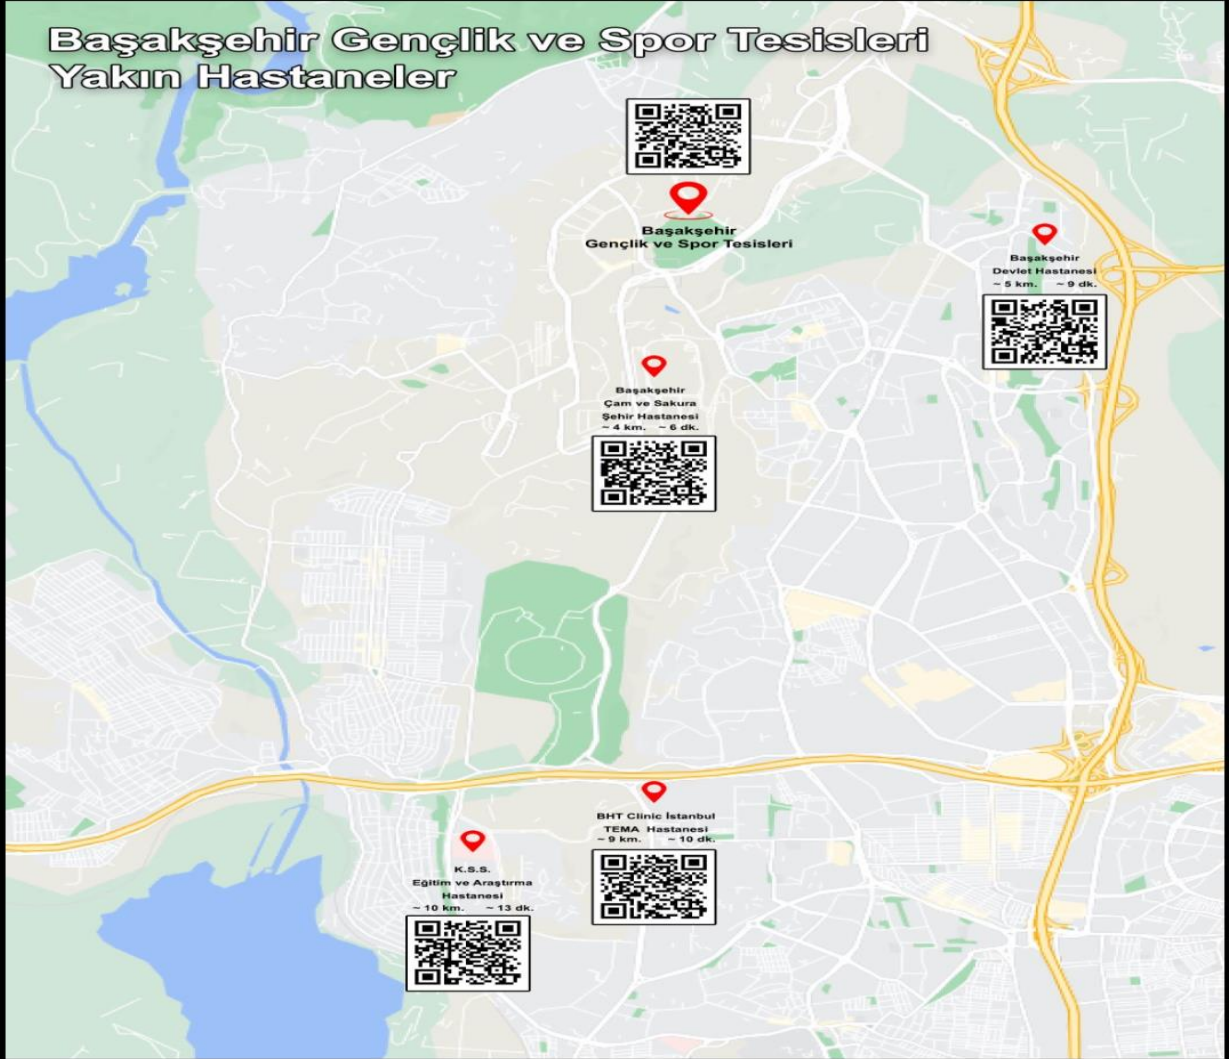 Başakşehir Gençlik ve Spor Tesisleri
Yakın Hastaneler
Başakşehir
Gençlik ve Spor Tesisleri
Başakşehir
Devlet Hastanesi
~ 5 km. ~ 9 dk.
Başakşehir
Çam ve Sakura
Şehir Hastanesi
~ 4 km. ~ 6 dk.
BHT Clinic İstanbul
TEMA Hastanesi
~ 9 km. ~ 10 dk.
K.S.S.
Eğitim ve Araştırma
Hastanesi
~ 10 km. ~ 13 dk.